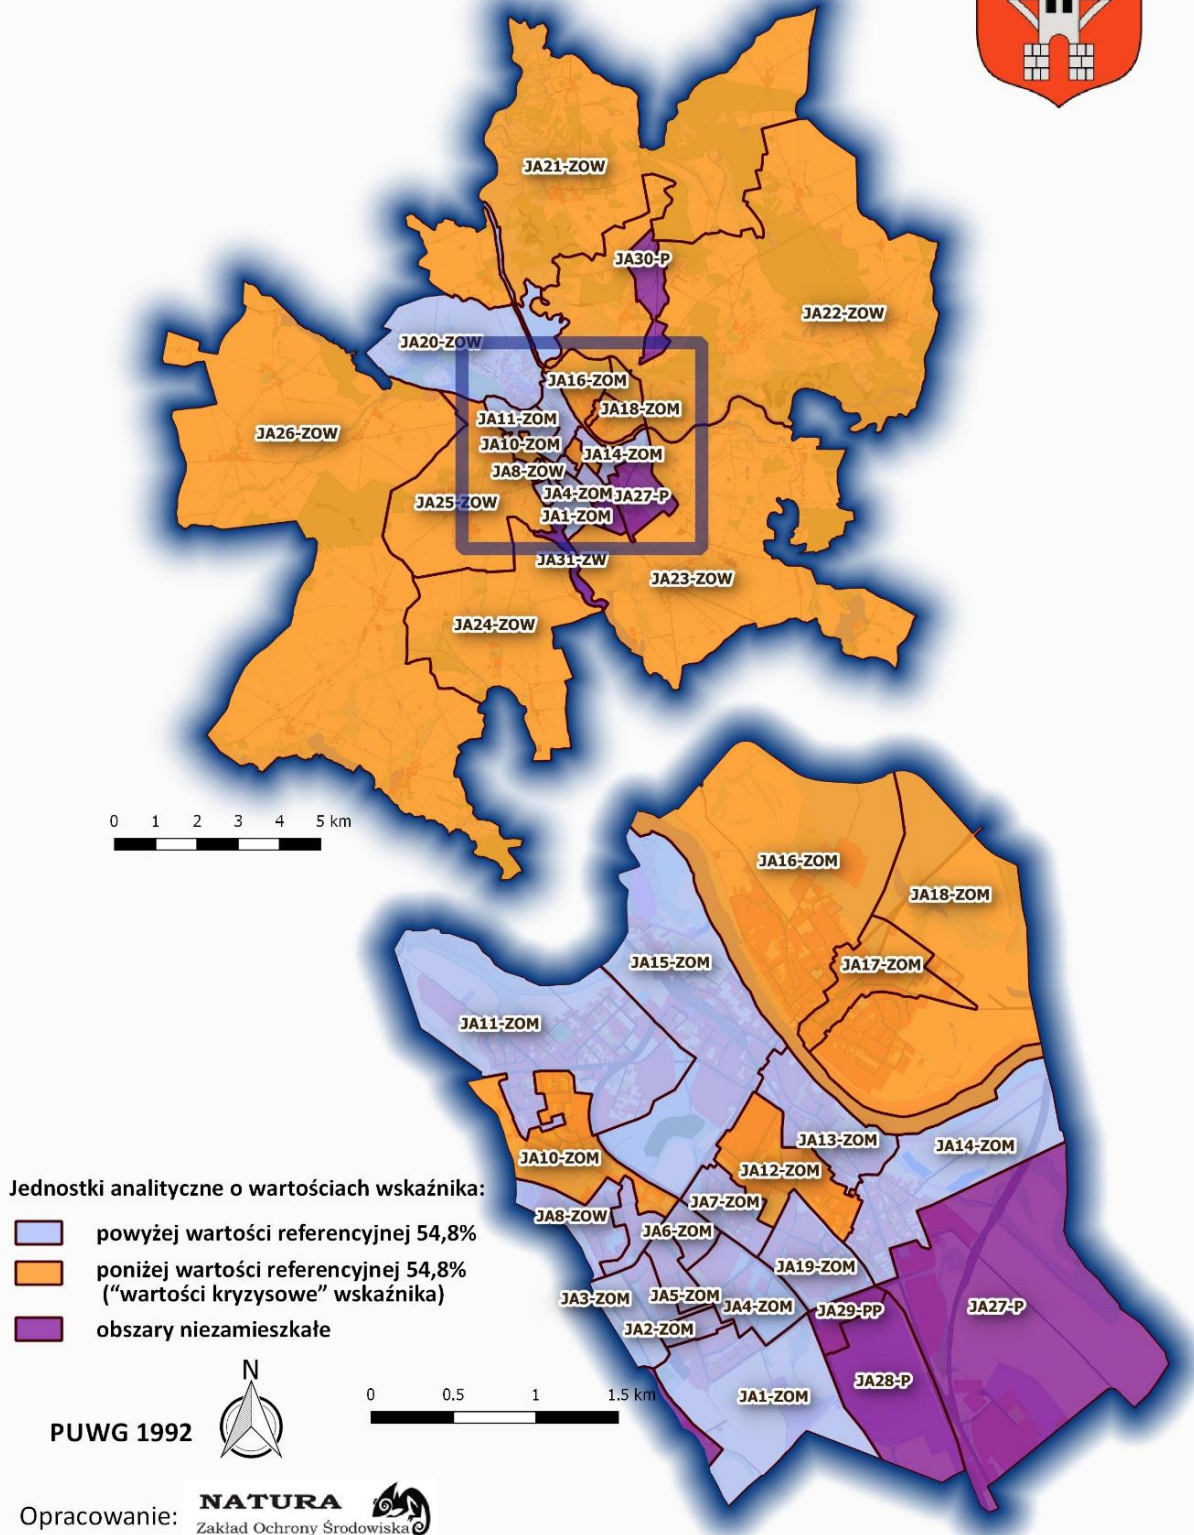 JA21-ZOW
JA30-P
JA22-ZOW
JA20-ZOW
JA16-ZOM
JA11-ZOM
JA18-ZOM
JA26-ZOW
JA10-ZOM
JA14-ZOM
JA8-ZOW
JA25-ZOW
JA4-ZOM
JA27-P
JA1-ZOM
JA31-ZW
JA23-ZOW
JA24-ZOW
0 1 2 3 4 5 km
JA16-ZOM
JA18-ZOM
JA15-ZOM
JA17-ZOM
JA11-ZOM
JA13-ZOM
JA14-ZOM
JA10-ZOM
JA12-ZOM
JA7-ZOM
JA8-ZOW
JA6-ZOM
JA19-ZOM
JA3-ZOM
JA5-ZOM
JA4-ZOM
JA29-PP
JA27-P
JA2-ZOM
JA28-P
JA1-ZOM
Jednostki analityczne o wartościach wskaźnika:
powyżej wartości referencyjnej 54,8%
poniżej wartości referencyjnej 54,8%
(“wartości kryzysowe” wskaźnika)
obszary niezamieszkałe
N
0 0.5 1 1.5 km
PUWG 1992
Opracowanie:
NATURA
Zakład Ochrony Środowiska